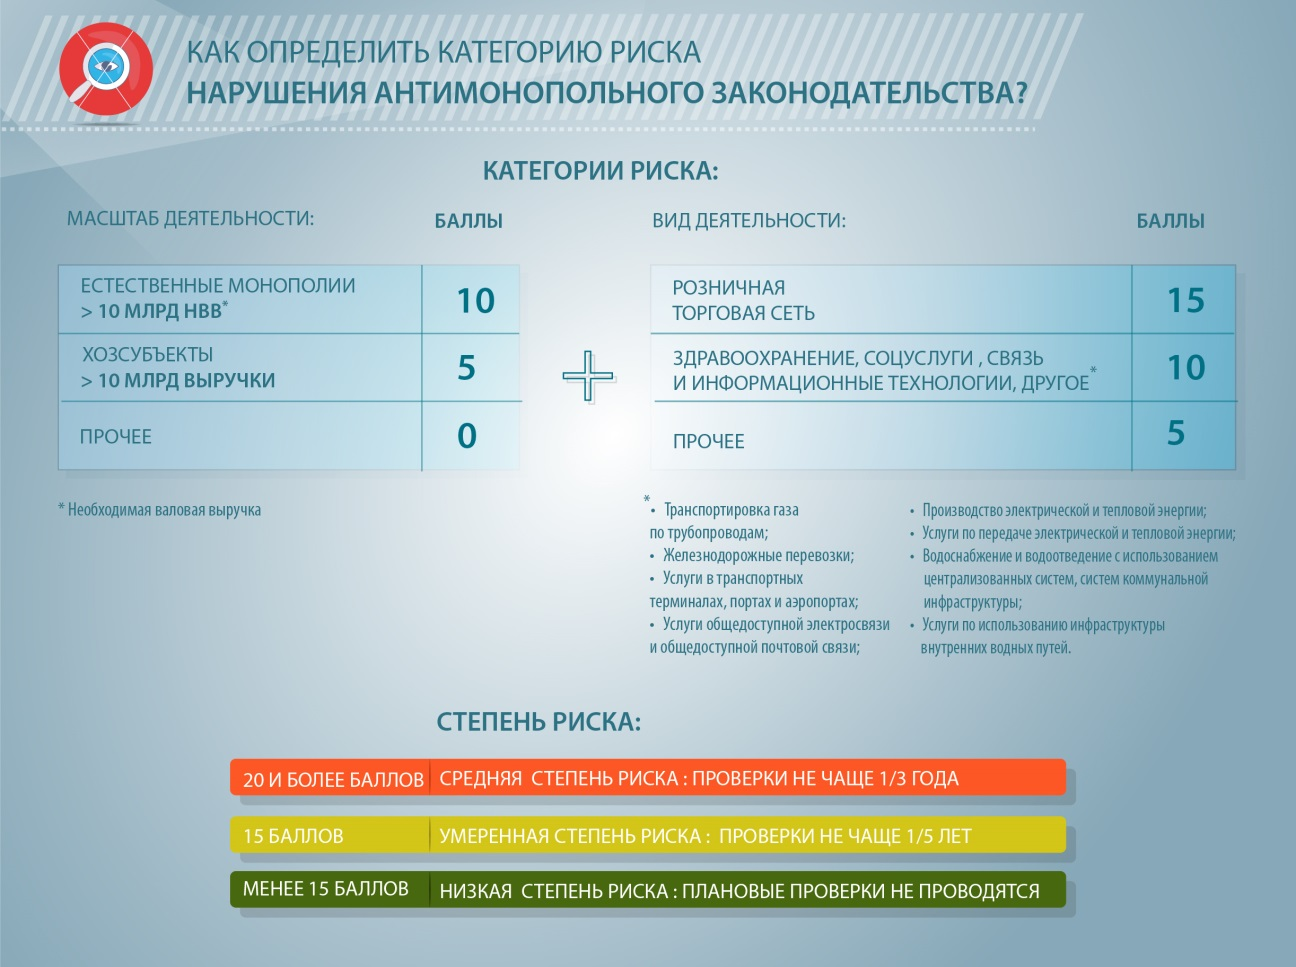 КАК ОПРЕДЕЛИТЬ КАТЕГОРИЮ РИСКА
НАРУШЕНИЯ АНТИМОНОПОЛЬНОГО ЗАКОНОДАТЕЛЬСТВА?
КАТЕГОРИИ РИСКА:
МАСШТАБ ДЕЯТЕЛЬНОСТИ: БАЛЛЫ
ЕСТЕСТВЕННЫЕ МОНОПОЛИИ
> 10 МЛРД НВВ*
10
ХОЗСУБЪЕКТЫ
> 10 МЛРД ВЫРУЧКИ
5
ПРОЧЕЕ 0
* Необходимая валовая выручка
+
ВИД ДЕЯТЕЛЬНОСТИ: БАЛЛЫ
РОЗНИЧНАЯ
ТОРГОВАЯ СЕТЬ
15
ЗДРАВООХРАНЕНИЕ, СОЦУСЛУГИ , СВЯЗЬ
И ИНФОРМАЦИОННЫЕ ТЕХНОЛОГИИ, ДРУГОЕ*
10
ПРОЧЕЕ 5
*
• Транспортировка газа
по трубопроводам;
• Железнодорожные перевозки;
• Услуги в транспортных
терминалах, портах и аэропортах;
• Услуги общедоступной электросвязи
и общедоступной почтовой связи;
• Производство электрической и тепловой энергии;
• Услуги по передаче электрической и тепловой энергии;
• Водоснабжение и водоотведение с использованием
централизованных систем, систем коммунальной
инфраструктуры;
• Услуги по использованию инфраструктуры
внутренних водных путей.
СТЕПЕНЬ РИСКА:
20 И БОЛЕЕ БАЛЛОВ СРЕДНЯЯ СТЕПЕНЬ РИСКА : ПРОВЕРКИ НЕ ЧАЩЕ 1/3 ГОДА
15 БАЛЛОВ УМЕРЕННАЯ СТЕПЕНЬ РИСКА : ПРОВЕРКИ НЕ ЧАЩЕ 1/5 ЛЕТ
МЕНЕЕ 15 БАЛЛОВ НИЗКАЯ СТЕПЕНЬ РИСКА : ПЛАНОВЫЕ ПРОВЕРКИ НЕ ПРОВОДЯТСЯ